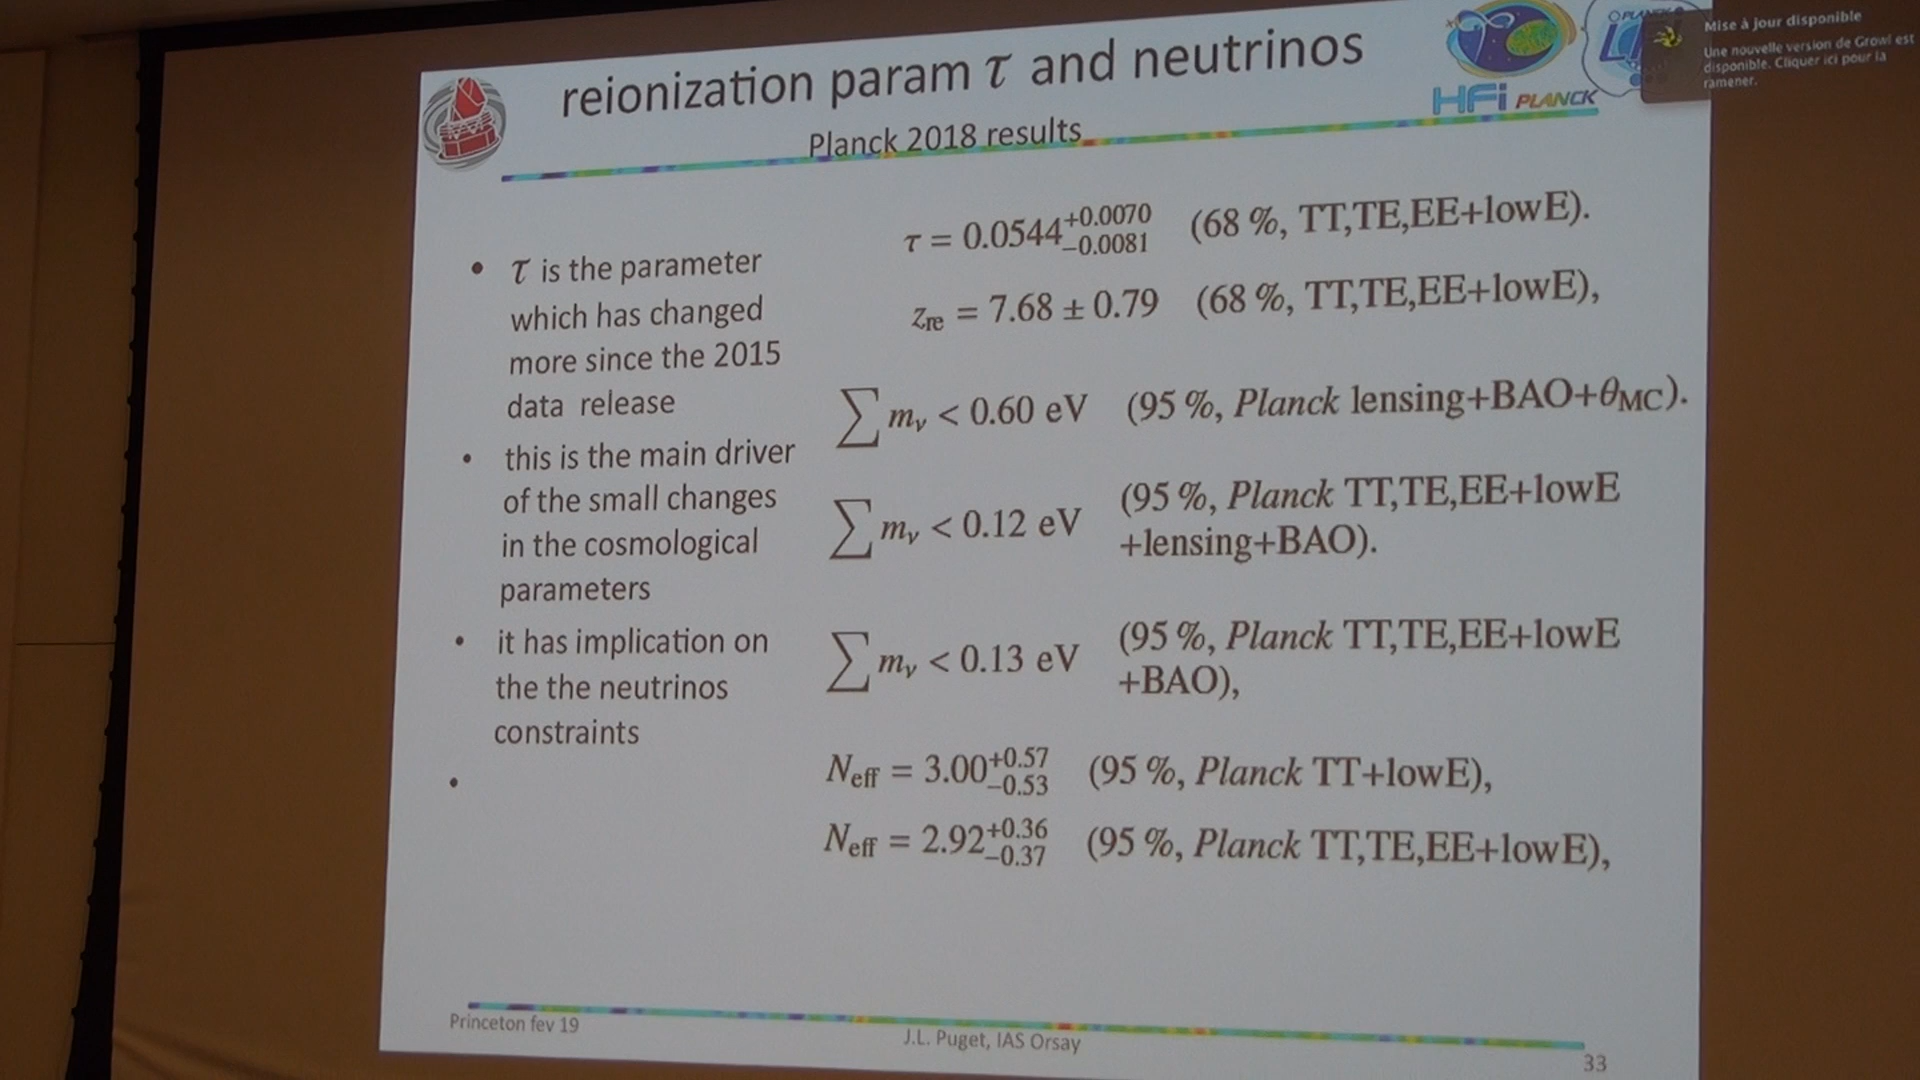 reionization param τ and neutrinos
Planck 2018 results
HFi PLANCK
Mise à jour disponible
Une nouvelle version de Growl est
disponible. Cliquer ici pour la
ramener.
• τ is the parameter
which has changed
more since the 2015
data release
• this is the main driver
of the small changes
in the cosmological
parameters
• it has implication on
the the neutrinos
constraints
•
τ = 0.0544+0.0070−0.0081 (68 %, TT,TE,EE+lowE).
zre = 7.68 ± 0.79 (68 %, TT,TE,EE+lowE),
∑ mν < 0.60 eV (95 %, Planck lensing+BAO+θMC).
∑ mν < 0.12 eV (95 %, Planck TT,TE,EE+lowE
+lensing+BAO).
∑ mν < 0.13 eV (95 %, Planck TT,TE,EE+lowE
+BAO),
Neff = 3.00+0.57−0.53 (95 %, Planck TT+lowE),
Neff = 2.92+0.36−0.37 (95 %, Planck TT,TE,EE+lowE),
Princeton fev 19
J.L. Puget, IAS Orsay
33